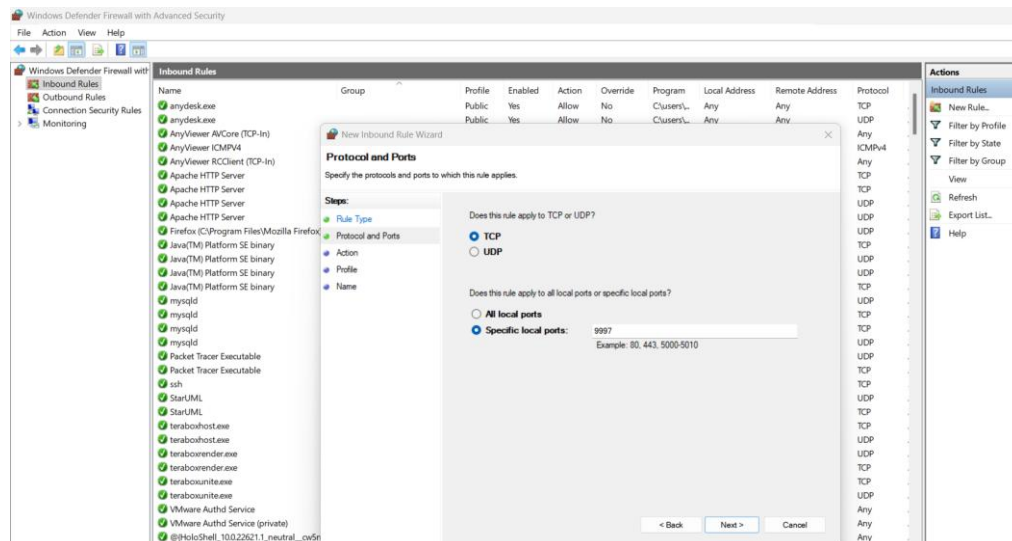 Windows Defender Firewall with Advanced Security
File Action View Help
Windows Defender Firewall with
Inbound Rules
Outbound Rules
Connection Security Rules
Monitoring
Inbound Rules
Name Group Profile Enabled Action Override Program Local Address Remote Address Protocol
anydesk.exe Public Yes Allow No C:\users\... Any Any TCP
anydesk.exe Public Yes Allow No C:\users\... Any Any UDP
AnyViewer AVCore (TCP-In) Any
AnyViewer ICMPV4 ICMPv4
AnyViewer RCClient (TCP-In) Any
Apache HTTP Server TCP
Apache HTTP Server TCP
Apache HTTP Server UDP
Apache HTTP Server UDP
Firefox (C:\Program Files\Mozilla Firefox) UDP
Java(TM) Platform SE binary TCP
Java(TM) Platform SE binary UDP
Java(TM) Platform SE binary UDP
Java(TM) Platform SE binary TCP
mysqld UDP
mysqld TCP
mysqld TCP
mysqld UDP
Packet Tracer Executable UDP
Packet Tracer Executable TCP
ssh TCP
StarUML UDP
StarUML TCP
teraboxhost.exe TCP
teraboxhost.exe UDP
teraboxrender.exe UDP
teraboxrender.exe TCP
teraboxunite.exe TCP
teraboxunite.exe UDP
VMware Authd Service Any
VMware Authd Service (private) Any
@{HoloShell_10.0.22621.1_neutral__cw5n Any
New Inbound Rule Wizard
Protocol and Ports
Specify the protocols and ports to which this rule applies.
Steps:
Rule Type
Protocol and Ports
Action
Profile
Name
Does this rule apply to TCP or UDP?
TCP
UDP
Does this rule apply to all local ports or specific local ports?
All local ports
Specific local ports: 9997
Example: 80, 443, 5000-5010
< Back Next > Cancel
Actions
Inbound Rules
New Rule...
Filter by Profile
Filter by State
Filter by Group
View
Refresh
Export List...
Help